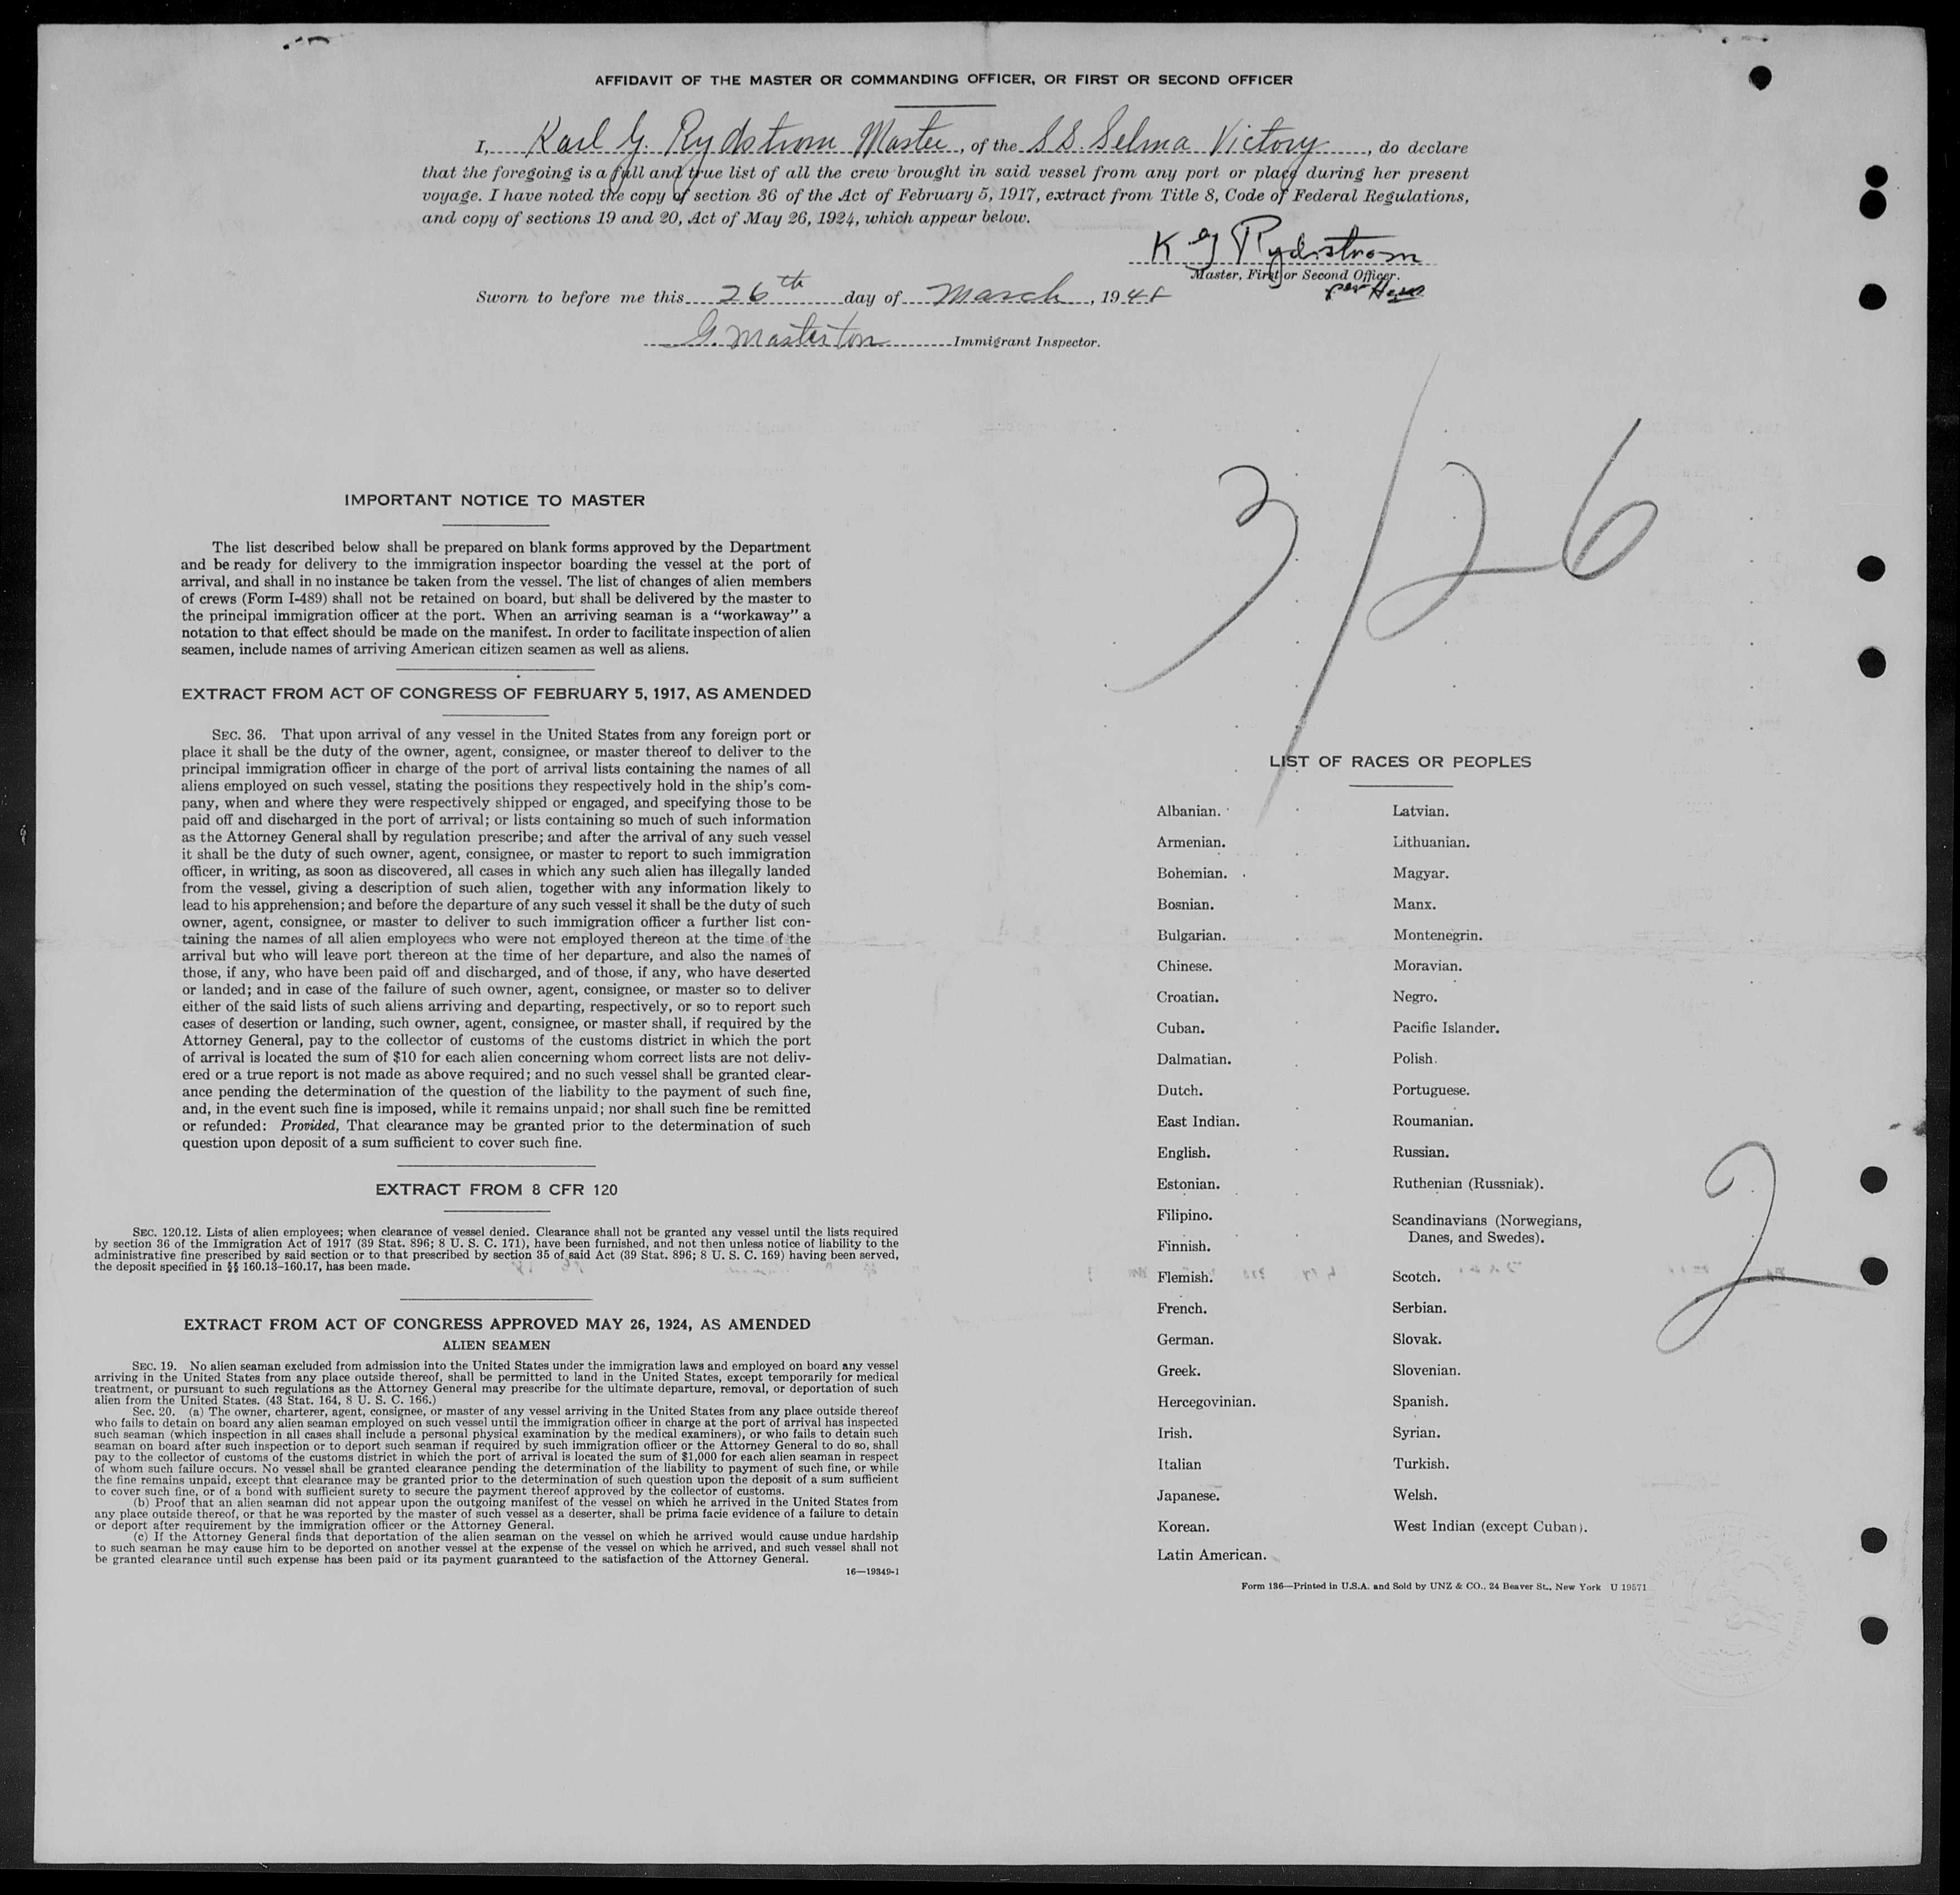 AFFIDAVIT OF THE MASTER OR COMMANDING OFFICER, OR FIRST OR SECOND OFFICER
I, Karl G. Rydstrom Master, of the S.S. Selma Victory, do declare
that the foregoing is a full and true list of all the crew brought in said vessel from any port or place during her present
voyage. I have noted the copy of section 36 of the Act of February 5, 1917, extract from Title 8, Code of Federal Regulations,
and copy of sections 19 and 20, Act of May 26, 1924, which appear below.
K G Rydstrom
Master, First or Second Officer.
per
Sworn to before me this 26th day of March, 194
G. Masterton Immigrant Inspector.
3/26
IMPORTANT NOTICE TO MASTER
The list described below shall be prepared on blank forms approved by the Department
and be ready for delivery to the immigration inspector boarding the vessel at the port of
arrival, and shall in no instance be taken from the vessel. The list of changes of alien members
of crews (Form I-489) shall not be retained on board, but shall be delivered by the master to
the principal immigration officer at the port. When an arriving seaman is a “workaway” a
notation to that effect should be made on the manifest. In order to facilitate inspection of alien
seamen, include names of arriving American citizen seamen as well as aliens.
EXTRACT FROM ACT OF CONGRESS OF FEBRUARY 5, 1917, AS AMENDED
SEC. 36. That upon arrival of any vessel in the United States from any foreign port or
place it shall be the duty of the owner, agent, consignee, or master thereof to deliver to the
principal immigration officer in charge of the port of arrival lists containing the names of all
aliens employed on such vessel, stating the positions they respectively hold in the ship’s com-
pany, when and where they were respectively shipped or engaged, and specifying those to be
paid off and discharged in the port of arrival; or lists containing so much of such information
as the Attorney General shall by regulation prescribe; and after the arrival of any such vessel
it shall be the duty of such owner, agent, consignee, or master to report to such immigration
officer, in writing, as soon as discovered, all cases in which any such alien has illegally landed
from the vessel, giving a description of such alien, together with any information likely to
lead to his apprehension; and before the departure of any such vessel it shall be the duty of such
owner, agent, consignee, or master to deliver to such immigration officer a further list con-
taining the names of all alien employees who were not employed thereon at the time of the
arrival but who will leave port thereon at the time of her departure, and also the names of
those, if any, who have been paid off and discharged, and of those, if any, who have deserted
or landed; and in case of the failure of such owner, agent, consignee, or master so to deliver
either of the said lists of such aliens arriving and departing, respectively, or so to report such
cases of desertion or landing, such owner, agent, consignee, or master shall, if required by the
Attorney General, pay to the collector of customs of the customs district in which the port
of arrival is located the sum of $10 for each alien concerning whom correct lists are not deliv-
ered or a true report is not made as above required; and no such vessel shall be granted clear-
ance pending the determination of the question of the liability to the payment of such fine,
and, in the event such fine is imposed, while it remains unpaid; nor shall such fine be remitted
or refunded: Provided, That clearance may be granted prior to the determination of such
question upon deposit of a sum sufficient to cover such fine.
EXTRACT FROM 8 CFR 120
SEC. 120.12. Lists of alien employees; when clearance of vessel denied. Clearance shall not be granted any vessel until the lists required
by section 36 of the Immigration Act of 1917 (39 Stat. 896; 8 U. S. C. 171), have been furnished, and not then unless notice of liability to the
administrative fine prescribed by said section or to that prescribed by section 35 of said Act (39 Stat. 896; 8 U. S. C. 169) having been served,
the deposit specified in §§ 160.13–160.17, has been made.
EXTRACT FROM ACT OF CONGRESS APPROVED MAY 26, 1924, AS AMENDED
ALIEN SEAMEN
SEC. 19. No alien seaman excluded from admission into the United States under the immigration laws and employed on board any vessel
arriving in the United States from any place outside thereof, shall be permitted to land in the United States, except temporarily for medical
treatment, or pursuant to such regulations as the Attorney General may prescribe for the ultimate departure, removal, or deportation of such
alien from the United States. (43 Stat. 164, 8 U. S. C. 166.)
Sec. 20. (a) The owner, charterer, agent, consignee, or master of any vessel arriving in the United States from any place outside thereof
who fails to detain on board any alien seaman employed on such vessel until the immigration officer in charge at the port of arrival has inspected
such seaman (which inspection in all cases shall include a personal physical examination by the medical examiners), or who fails to detain such
seaman on board after such inspection or to deport such seaman if required by such immigration officer or the Attorney General to do so, shall
pay to the collector of customs of the customs district in which the port of arrival is located the sum of $1,000 for each alien seaman in respect
of whom such failure occurs. No vessel shall be granted clearance pending the determination of the liability to payment of such fine, or while
the fine remains unpaid, except that clearance may be granted prior to the determination of such question upon the deposit of a sum sufficient
to cover such fine, or of a bond with sufficient surety to secure the payment thereof approved by the collector of customs.
(b) Proof that an alien seaman did not appear upon the outgoing manifest of the vessel on which he arrived in the United States from
any place outside thereof, or that he was reported by the master of such vessel as a deserter, shall be prima facie evidence of a failure to detain
or deport after requirement by the immigration officer or the Attorney General.
(c) If the Attorney General finds that deportation of the alien seaman on the vessel on which he arrived would cause undue hardship
to such seaman he may cause him to be deported on another vessel at the expense of the vessel on which he arrived, and such vessel shall not
be granted clearance until such expense has been paid or its payment guaranteed to the satisfaction of the Attorney General.
16—19349-1
LIST OF RACES OR PEOPLES
Albanian.
Armenian.
Bohemian.
Bosnian.
Bulgarian.
Chinese.
Croatian.
Cuban.
Dalmatian.
Dutch.
East Indian.
English.
Estonian.
Filipino.
Finnish.
Flemish.
French.
German.
Greek.
Hercegovinian.
Irish.
Italian
Japanese.
Korean.
Latin American.
Latvian.
Lithuanian.
Magyar.
Manx.
Montenegrin.
Moravian.
Negro.
Pacific Islander.
Polish.
Portuguese.
Roumanian.
Russian.
Ruthenian (Russniak).
Scandinavians (Norwegians,
Danes, and Swedes).
Scotch.
Serbian.
Slovak.
Slovenian.
Spanish.
Syrian.
Turkish.
Welsh.
West Indian (except Cuban).
2
Form 136—Printed in U.S.A. and Sold by UNZ & CO., 24 Beaver St., New York U 19571